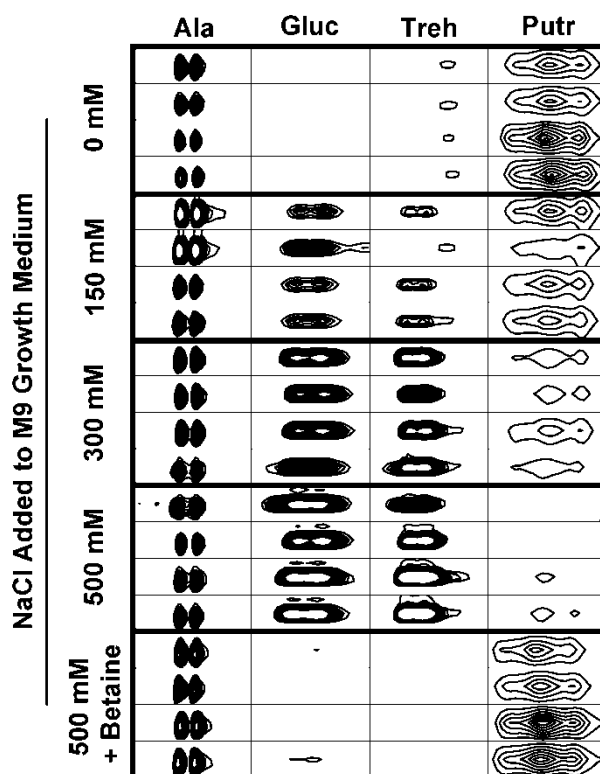 Ala Gluc Treh Putr
NaCl Added to M9 Growth Medium
0 mM
150 mM
300 mM
500 mM
500 mM
+ Betaine